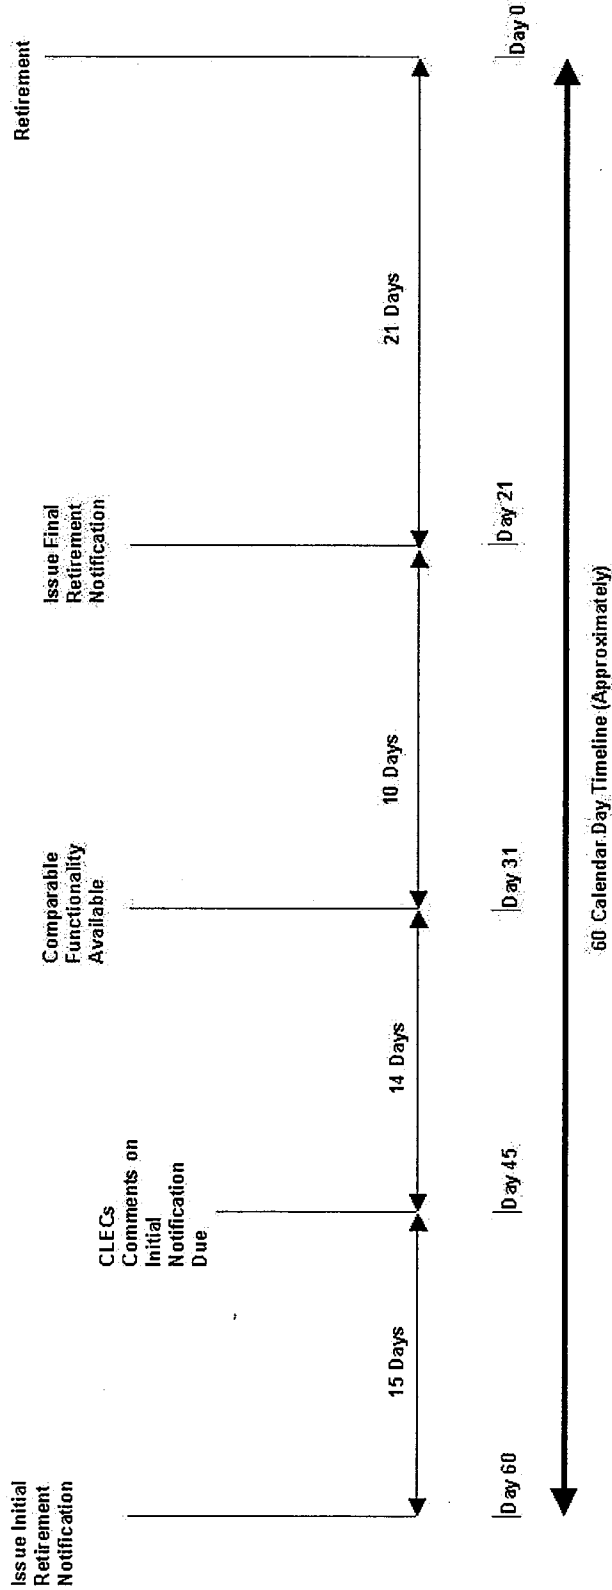 Issue Initial
Retirement
Notification
CLECs
Comments on
Initial
Notification
Due
Comparable
Functionality
Available
Issue Final
Retirement
Notification
Retirement
15 Days
14 Days
10 Days
21 Days
Day 60
Day 45
Day 31
Day 21
Day 0
60 Calendar Day Timeline (Approximately)